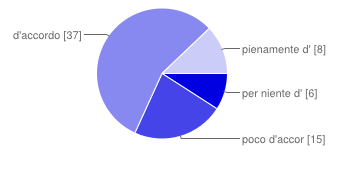 d'accordo [37]
pienamente d' [8]
per niente d' [6]
poco d'accor [15]